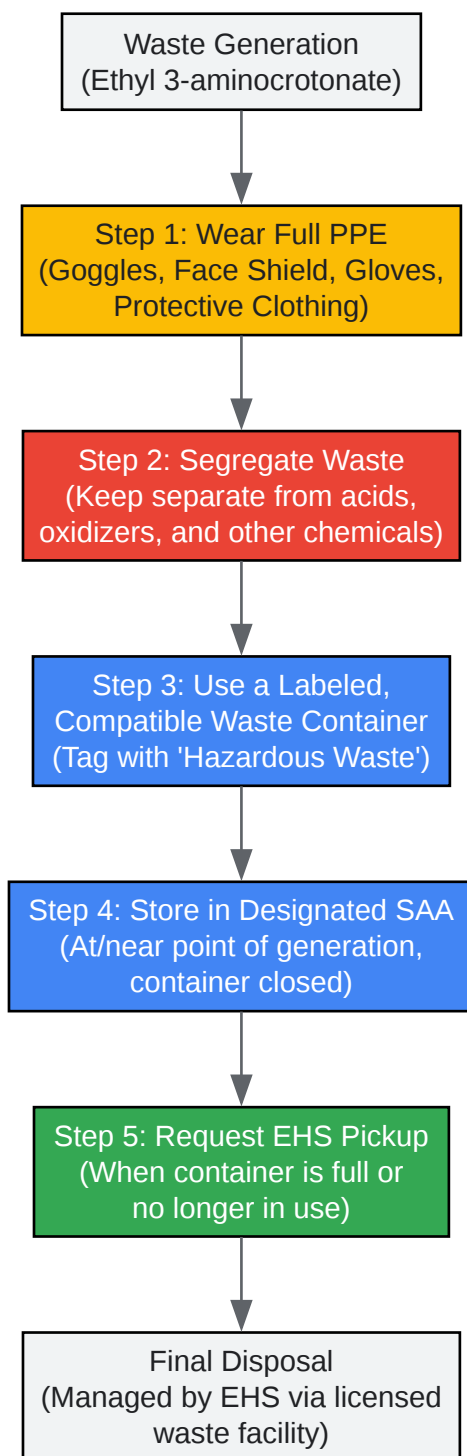 Waste Generation
(Ethyl 3-aminocrotonate)
Step 1: Wear Full PPE
(Goggles, Face Shield, Gloves,
Protective Clothing)
Step 2: Segregate Waste
(Keep separate from acids,
oxidizers, and other chemicals)
Step 3: Use a Labeled,
Compatible Waste Container
(Tag with 'Hazardous Waste')
Step 4: Store in Designated SAA
(At/near point of generation,
container closed)
Step 5: Request EHS Pickup
(When container is full or
no longer in use)
Final Disposal
(Managed by EHS via licensed
waste facility)